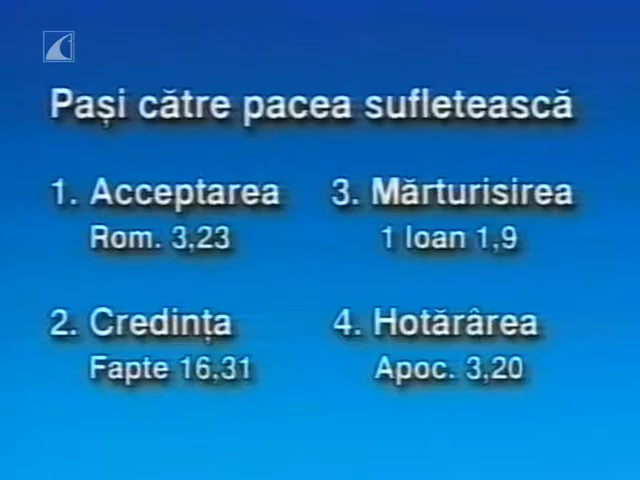 Pași către pacea sufletească
1. Acceptarea
Rom. 3,23
2. Credința
Fapte 16,31
3. Mărturisirea
1 Ioan 1,9
4. Hotărârea
Apoc. 3,20